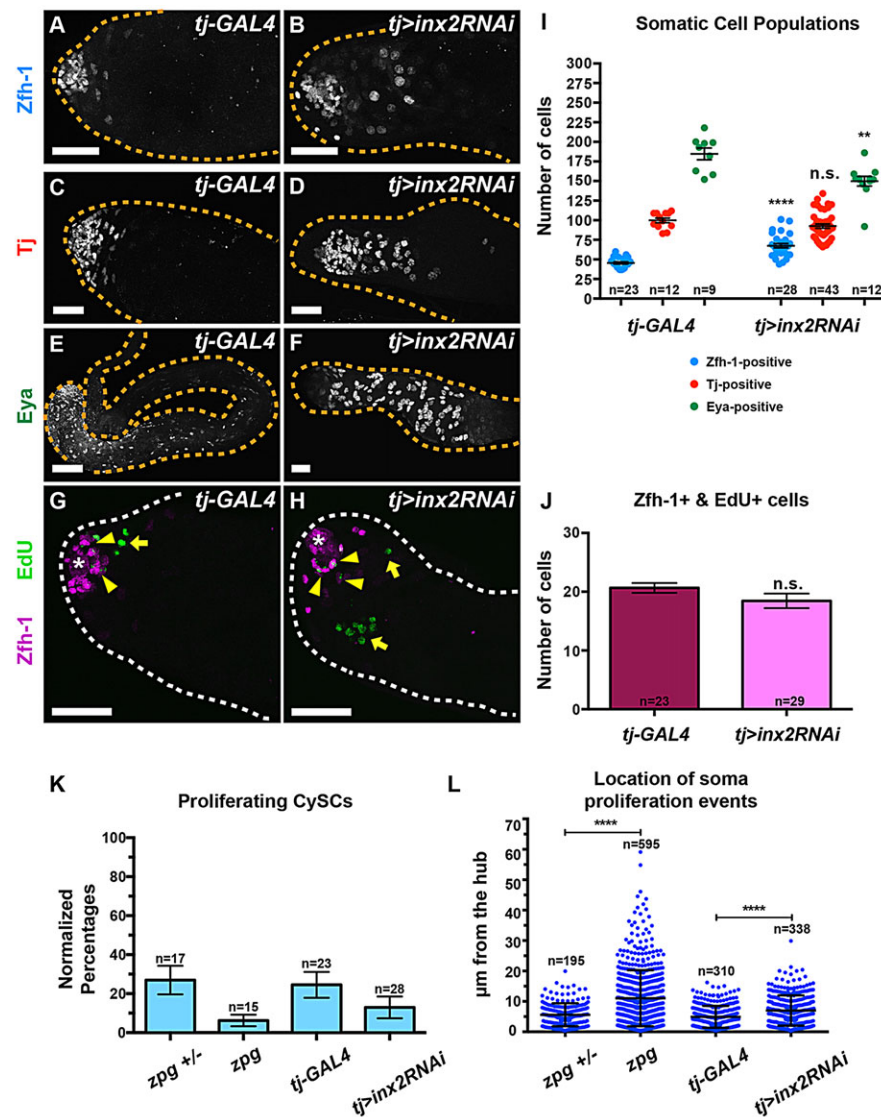 A tj-GAL4
B tj>inx2RNAi
Zfh-1
C tj-GAL4
D tj>inx2RNAi
Tj
E tj-GAL4
F tj>inx2RNAi
Eya
G tj-GAL4
H tj>inx2RNAi
Zfh-1 EdU
*
*
I Somatic Cell Populations
Number of cells
300
275
250
225
200
175
150
125
100
75
50
25
0
****
n.s.
**
n=23 n=12 n=9 n=28 n=43 n=12
tj-GAL4 tj>inx2RNAi
Zfh-1-positive
Tj-positive
Eya-positive
J Zfh-1+ & EdU+ cells
Number of cells
30
20
10
0
n.s.
n=23 n=29
tj-GAL4 tj>inx2RNAi
K Proliferating CySCs
Normalized
Percentages
100
80
60
40
20
0
n=17 n=15 n=23 n=28
zpg +/- zpg tj-GAL4 tj>inx2RNAi
L Location of soma
proliferation events
µm from the hub
70
60
50
40
30
20
10
0
****
****
n=195 n=595 n=310 n=338
zpg +/- zpg tj-GAL4 tj>inx2RNAi